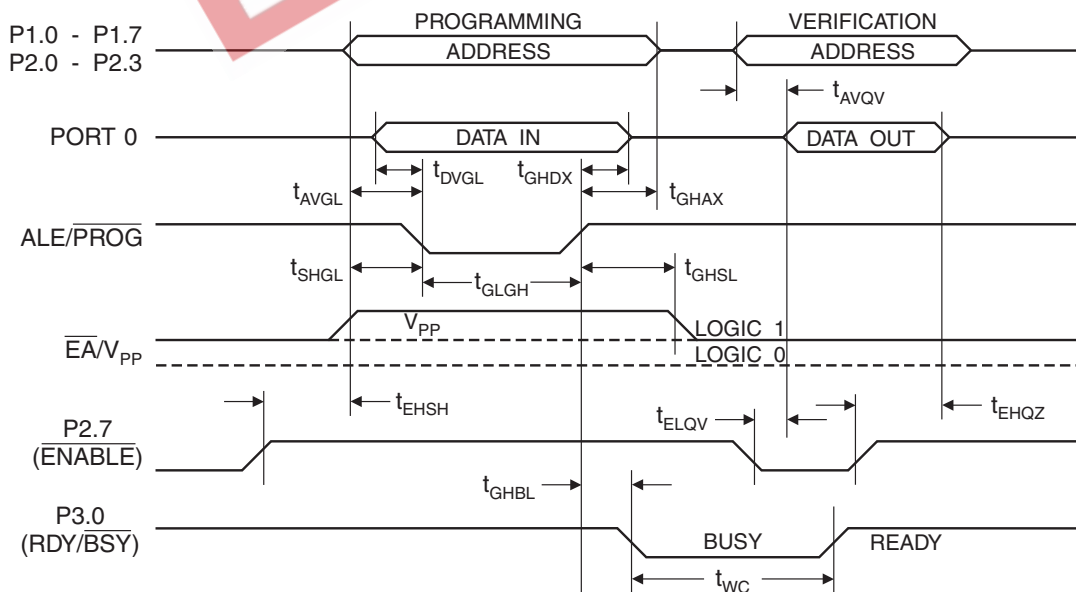 PROGRAMMING VERIFICATION
P1.0 - P1.7
P2.0 - P2.3
ADDRESS ADDRESS
tAVQV
PORT 0
DATA IN DATA OUT
tDVGL tGHDX
tAVGL tGHAX
ALE/PROG
tSHGL tGLGH tGHSL
VPP
LOGIC 1
EA/VPP
LOGIC 0
tEHSH tELQV tEHQZ
P2.7
(ENABLE)
tGHBL
P3.0
(RDY/BSY)
BUSY READY
tWC